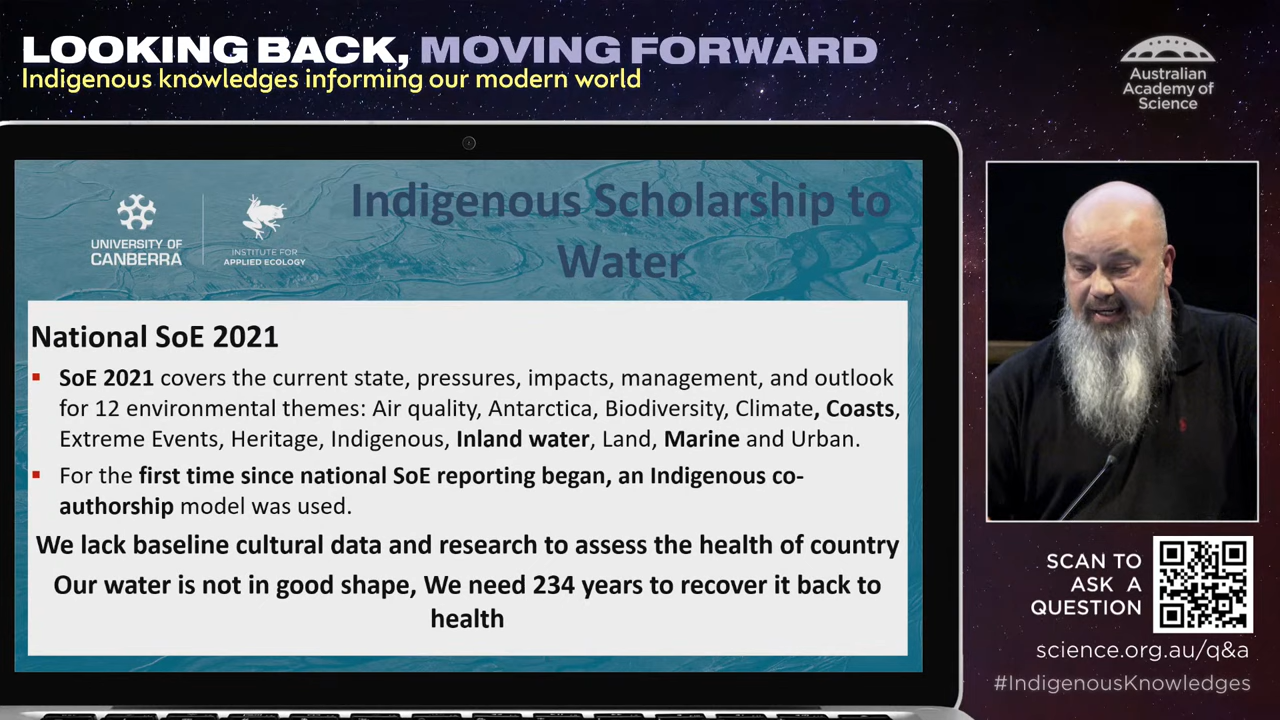 LOOKING BACK, MOVING FORWARD
Indigenous knowledges informing our modern world
Australian
Academy of
Science
UNIVERSITY OF
CANBERRA
INSTITUTE FOR
APPLIED ECOLOGY
Indigenous Scholarship to
Water
National SoE 2021
▪ SoE 2021 covers the current state, pressures, impacts, management, and outlook
for 12 environmental themes: Air quality, Antarctica, Biodiversity, Climate, Coasts,
Extreme Events, Heritage, Indigenous, Inland water, Land, Marine and Urban.
▪ For the first time since national SoE reporting began, an Indigenous co-
authorship model was used.
We lack baseline cultural data and research to assess the health of country
Our water is not in good shape, We need 234 years to recover it back to
health
SCAN TO
ASK A
QUESTION
science.org.au/q&a
#IndigenousKnowledges